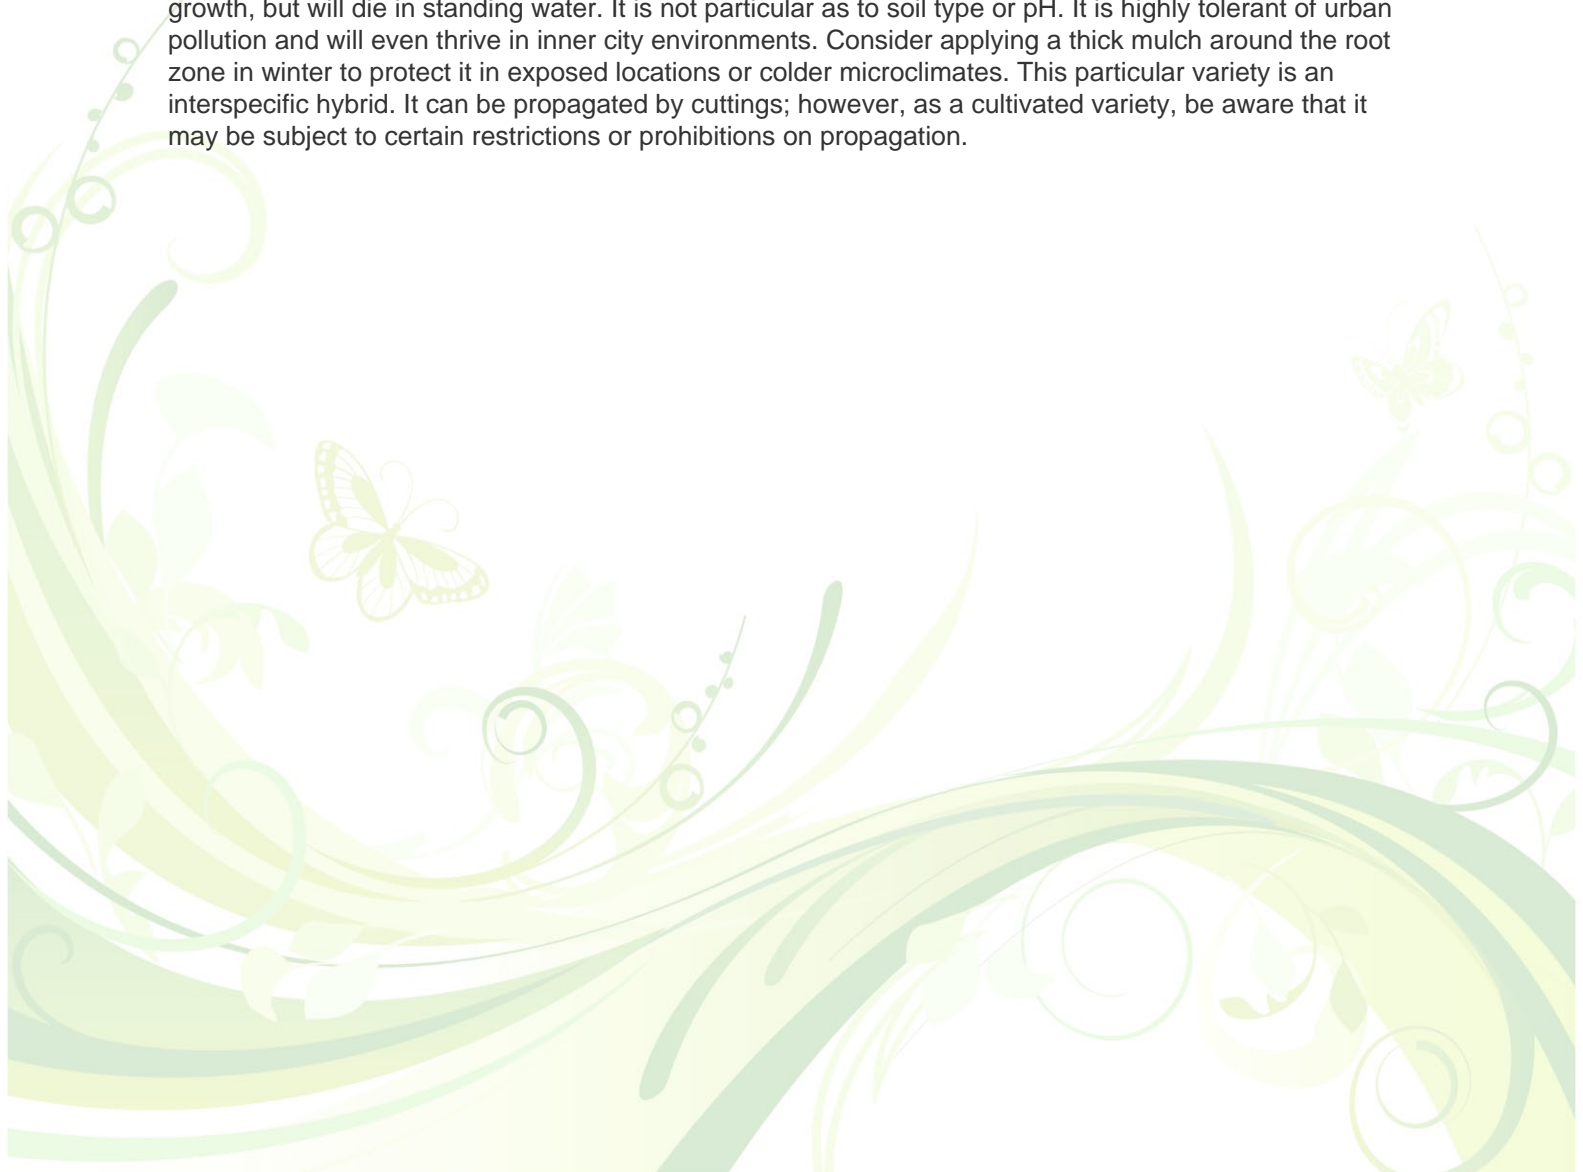 growth, but will die in standing water. It is not particular as to soil type or pH. It is highly tolerant of urban
pollution and will even thrive in inner city environments. Consider applying a thick mulch around the root
zone in winter to protect it in exposed locations or colder microclimates. This particular variety is an
interspecific hybrid. It can be propagated by cuttings; however, as a cultivated variety, be aware that it
may be subject to certain restrictions or prohibitions on propagation.